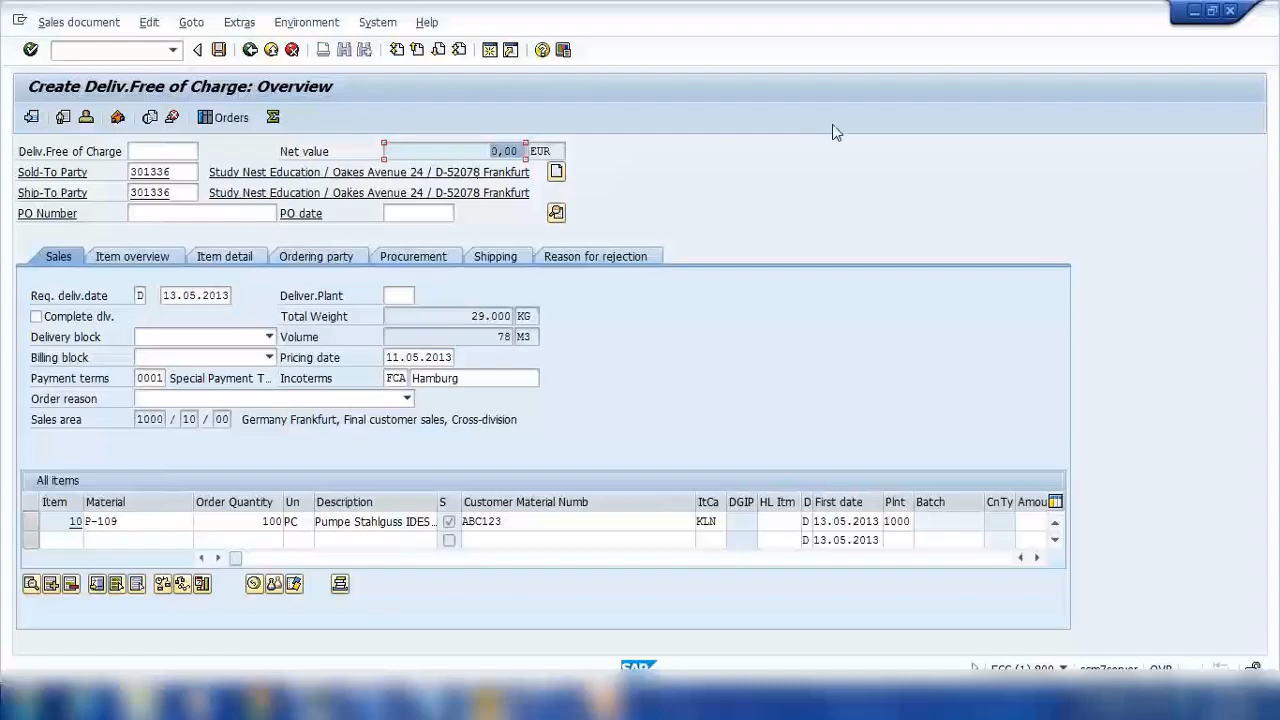 Sales document Edit Goto Extras Environment System Help
Create Deliv.Free of Charge: Overview
Orders
Deliv.Free of Charge Net value 0,00 EUR
Sold-To Party 301336 Study Nest Education / Oakes Avenue 24 / D-52078 Frankfurt
Ship-To Party 301336 Study Nest Education / Oakes Avenue 24 / D-52078 Frankfurt
PO Number PO date
Sales Item overview Item detail Ordering party Procurement Shipping Reason for rejection
Req. deliv.date D 13.05.2013 Deliver.Plant
Complete dlv. Total Weight 29.000 KG
Delivery block Volume 78 M3
Billing block Pricing date 11.05.2013
Payment terms 0001 Special Payment T... Incoterms FCA Hamburg
Order reason
Sales area 1000 / 10 / 00 Germany Frankfurt, Final customer sales, Cross-division
All items
Item Material Order Quantity Un Description S Customer Material Numb ItCa DGIP HL Itm D First date Plnt Batch CnTy Amou
10 P-109 100 PC Pumpe Stahlguss IDES... ABC123 KLN D 13.05.2013 1000
D 13.05.2013
SAP